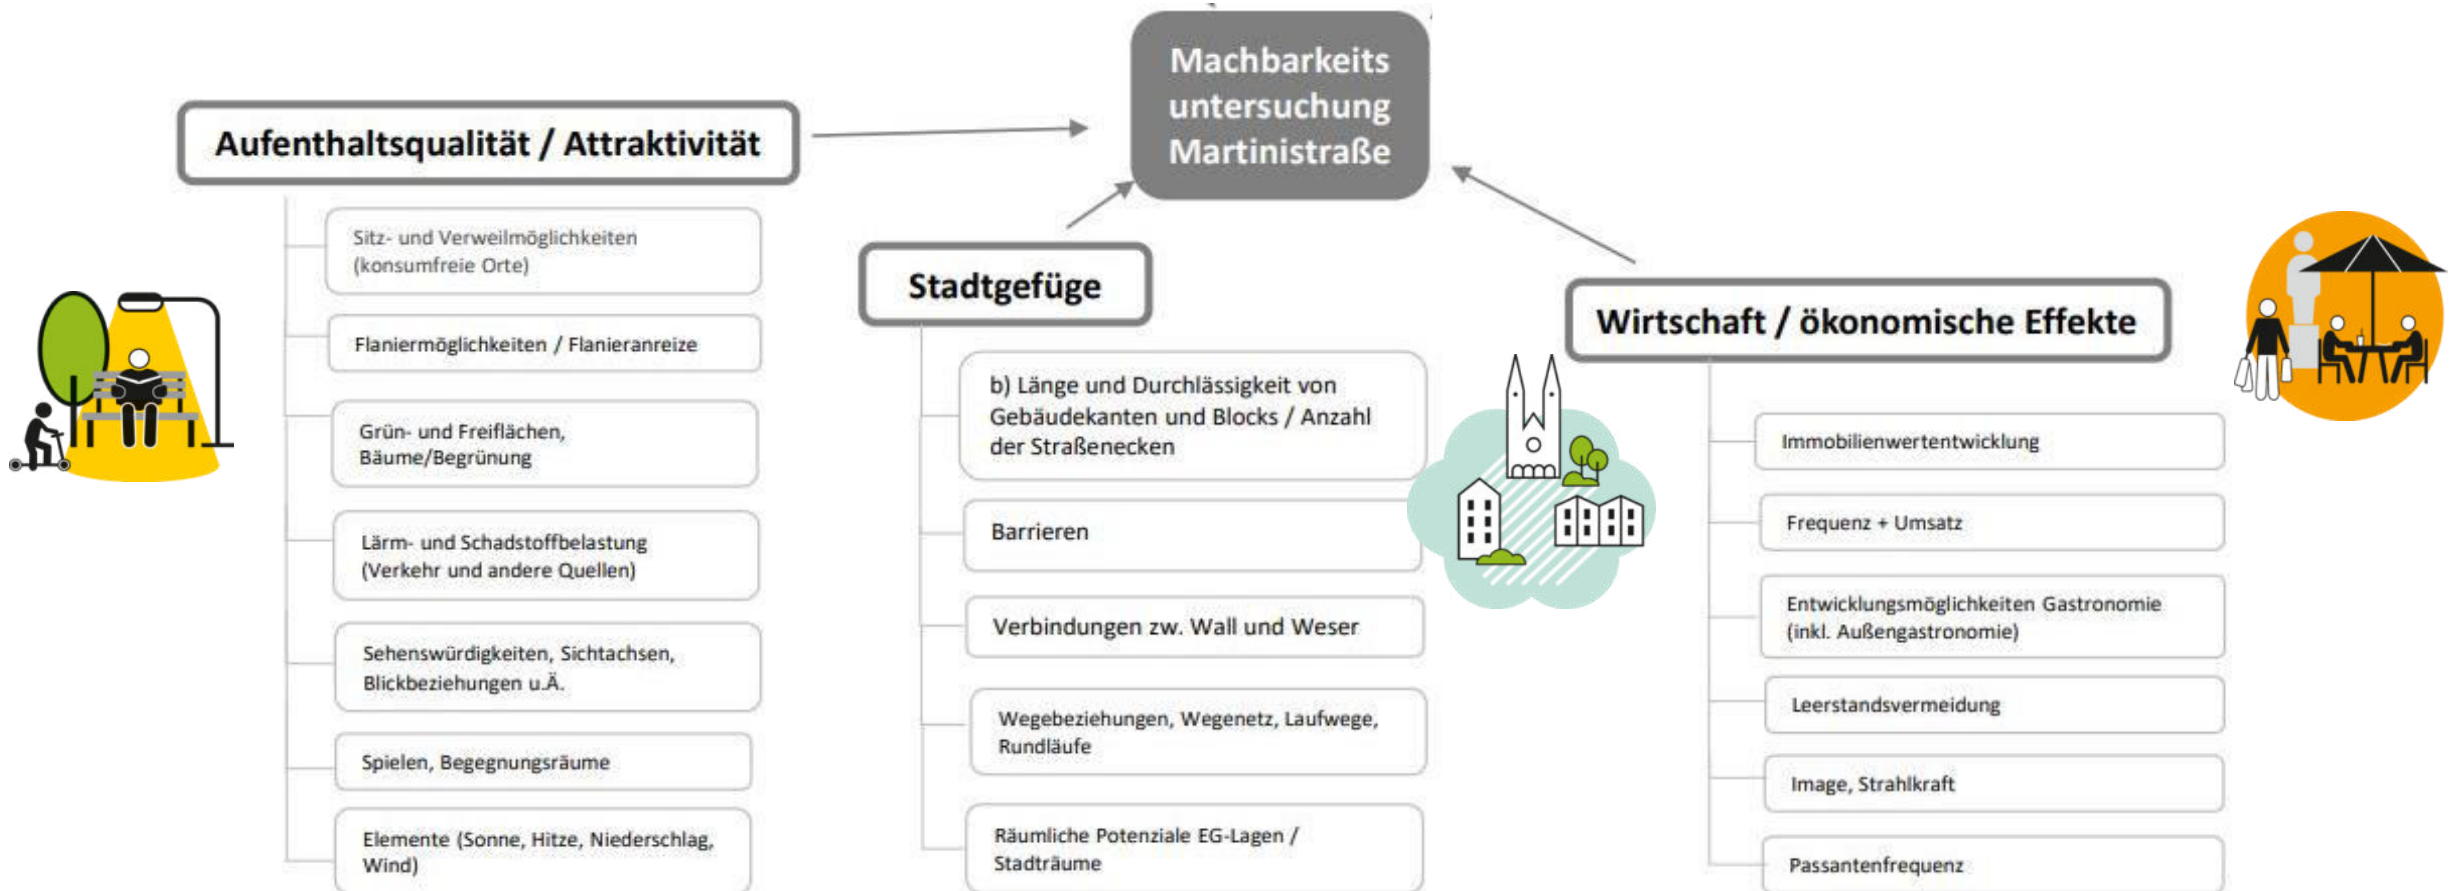 Machbarkeits
untersuchung
Martinistraße
Aufenthaltsqualität / Attraktivität
Sitz- und Verweilmöglichkeiten
(konsumfreie Orte)
Flaniermöglichkeiten / Flanieranreize
Grün- und Freiflächen,
Bäume/Begrünung
Lärm- und Schadstoffbelastung
(Verkehr und andere Quellen)
Sehenswürdigkeiten, Sichtachsen,
Blickbeziehungen u.Ä.
Spielen, Begegnungsräume
Elemente (Sonne, Hitze, Niederschlag,
Wind)
Stadtgefüge
b) Länge und Durchlässigkeit von
Gebäudekanten und Blocks / Anzahl
der Straßenecken
Barrieren
Verbindungen zw. Wall und Weser
Wegebeziehungen, Wegenetz, Laufwege,
Rundläufe
Räumliche Potenziale EG-Lagen /
Stadträume
Wirtschaft / ökonomische Effekte
Immobilienwertentwicklung
Frequenz + Umsatz
Entwicklungsmöglichkeiten Gastronomie
(inkl. Außengastronomie)
Leerstandsvermeidung
Image, Strahlkraft
Passantenfrequenz